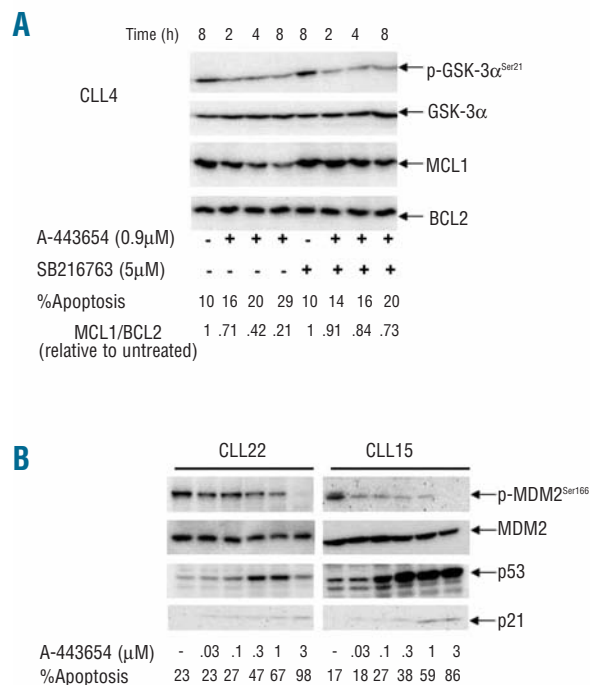 A
Time (h) 8 2 4 8 8 2 4 8
CLL4
p-GSK-3αSer21
GSK-3α
MCL1
BCL2
A-443654 (0.9μM) - + + + - + + +
SB216763 (5μM) - - - - + + + +
%Apoptosis 10 16 20 29 10 14 16 20
MCL1/BCL2 1 .71 .42 .21 1 .91 .84 .73
(relative to untreated)
B
CLL22 CLL15
p-MDM2Ser166
MDM2
p53
p21
A-443654 (μM) - .03 .1 .3 1 3 - .03 .1 .3 1 3
%Apoptosis 23 23 27 47 67 98 17 18 27 38 59 86